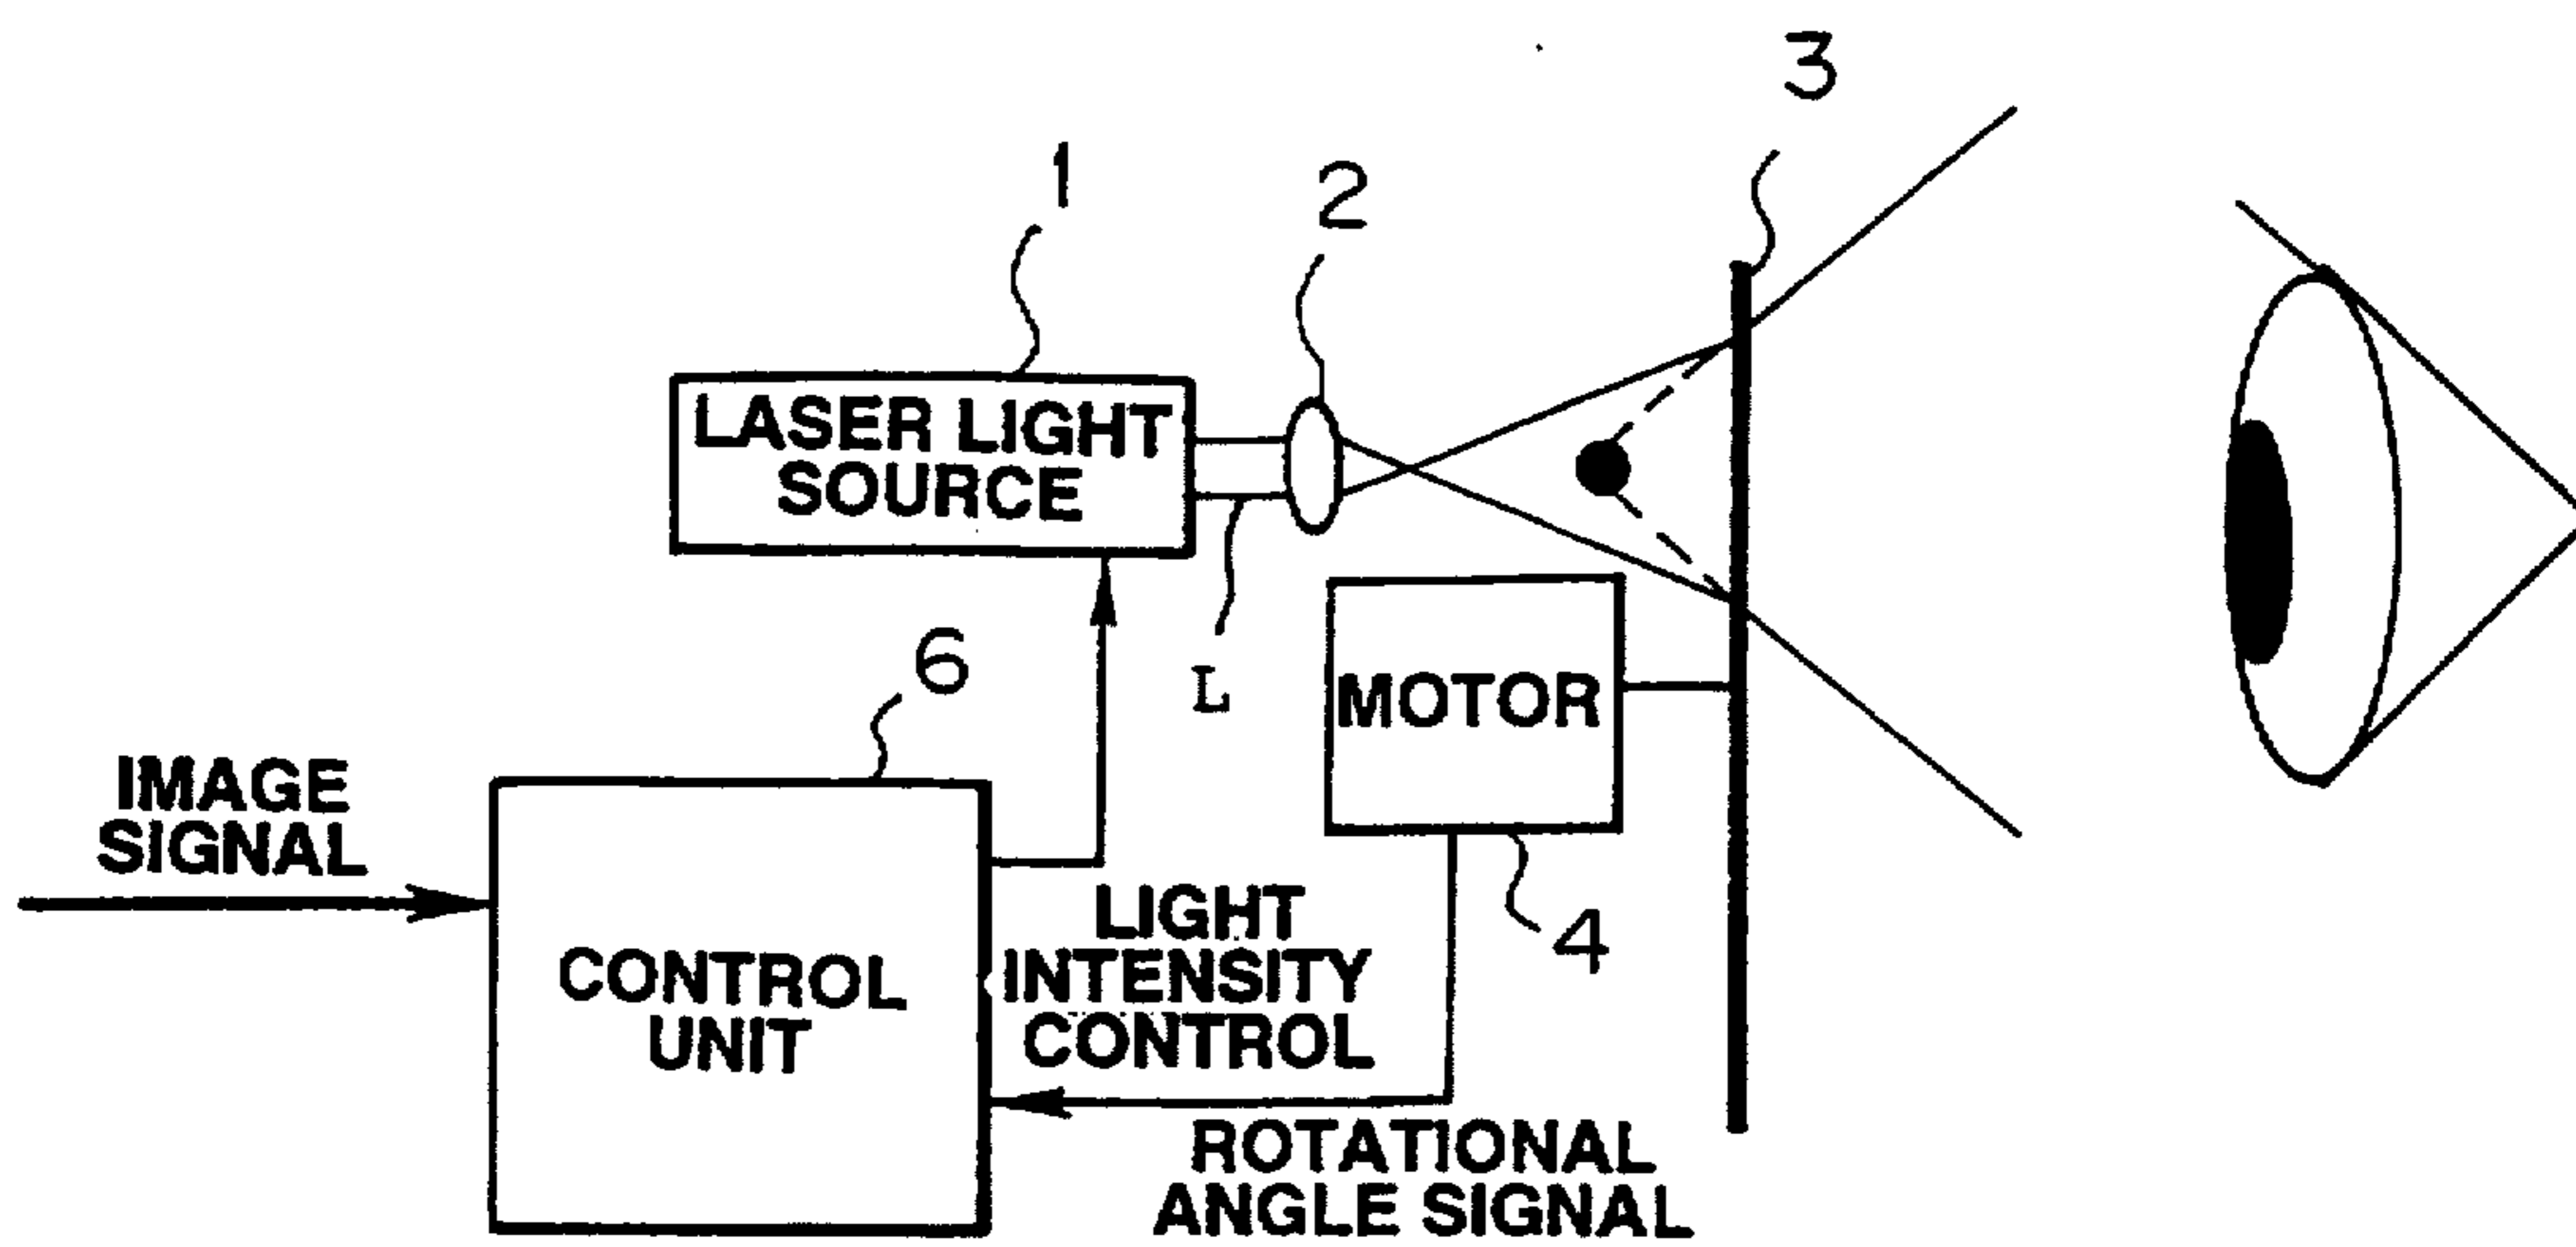 3
1
2
LASER LIGHT
SOURCE
6
L
MOTOR
IMAGE
SIGNAL
4
LIGHT
INTENSITY
CONTROL
CONTROL
UNIT
ROTATIONAL
ANGLE SIGNAL